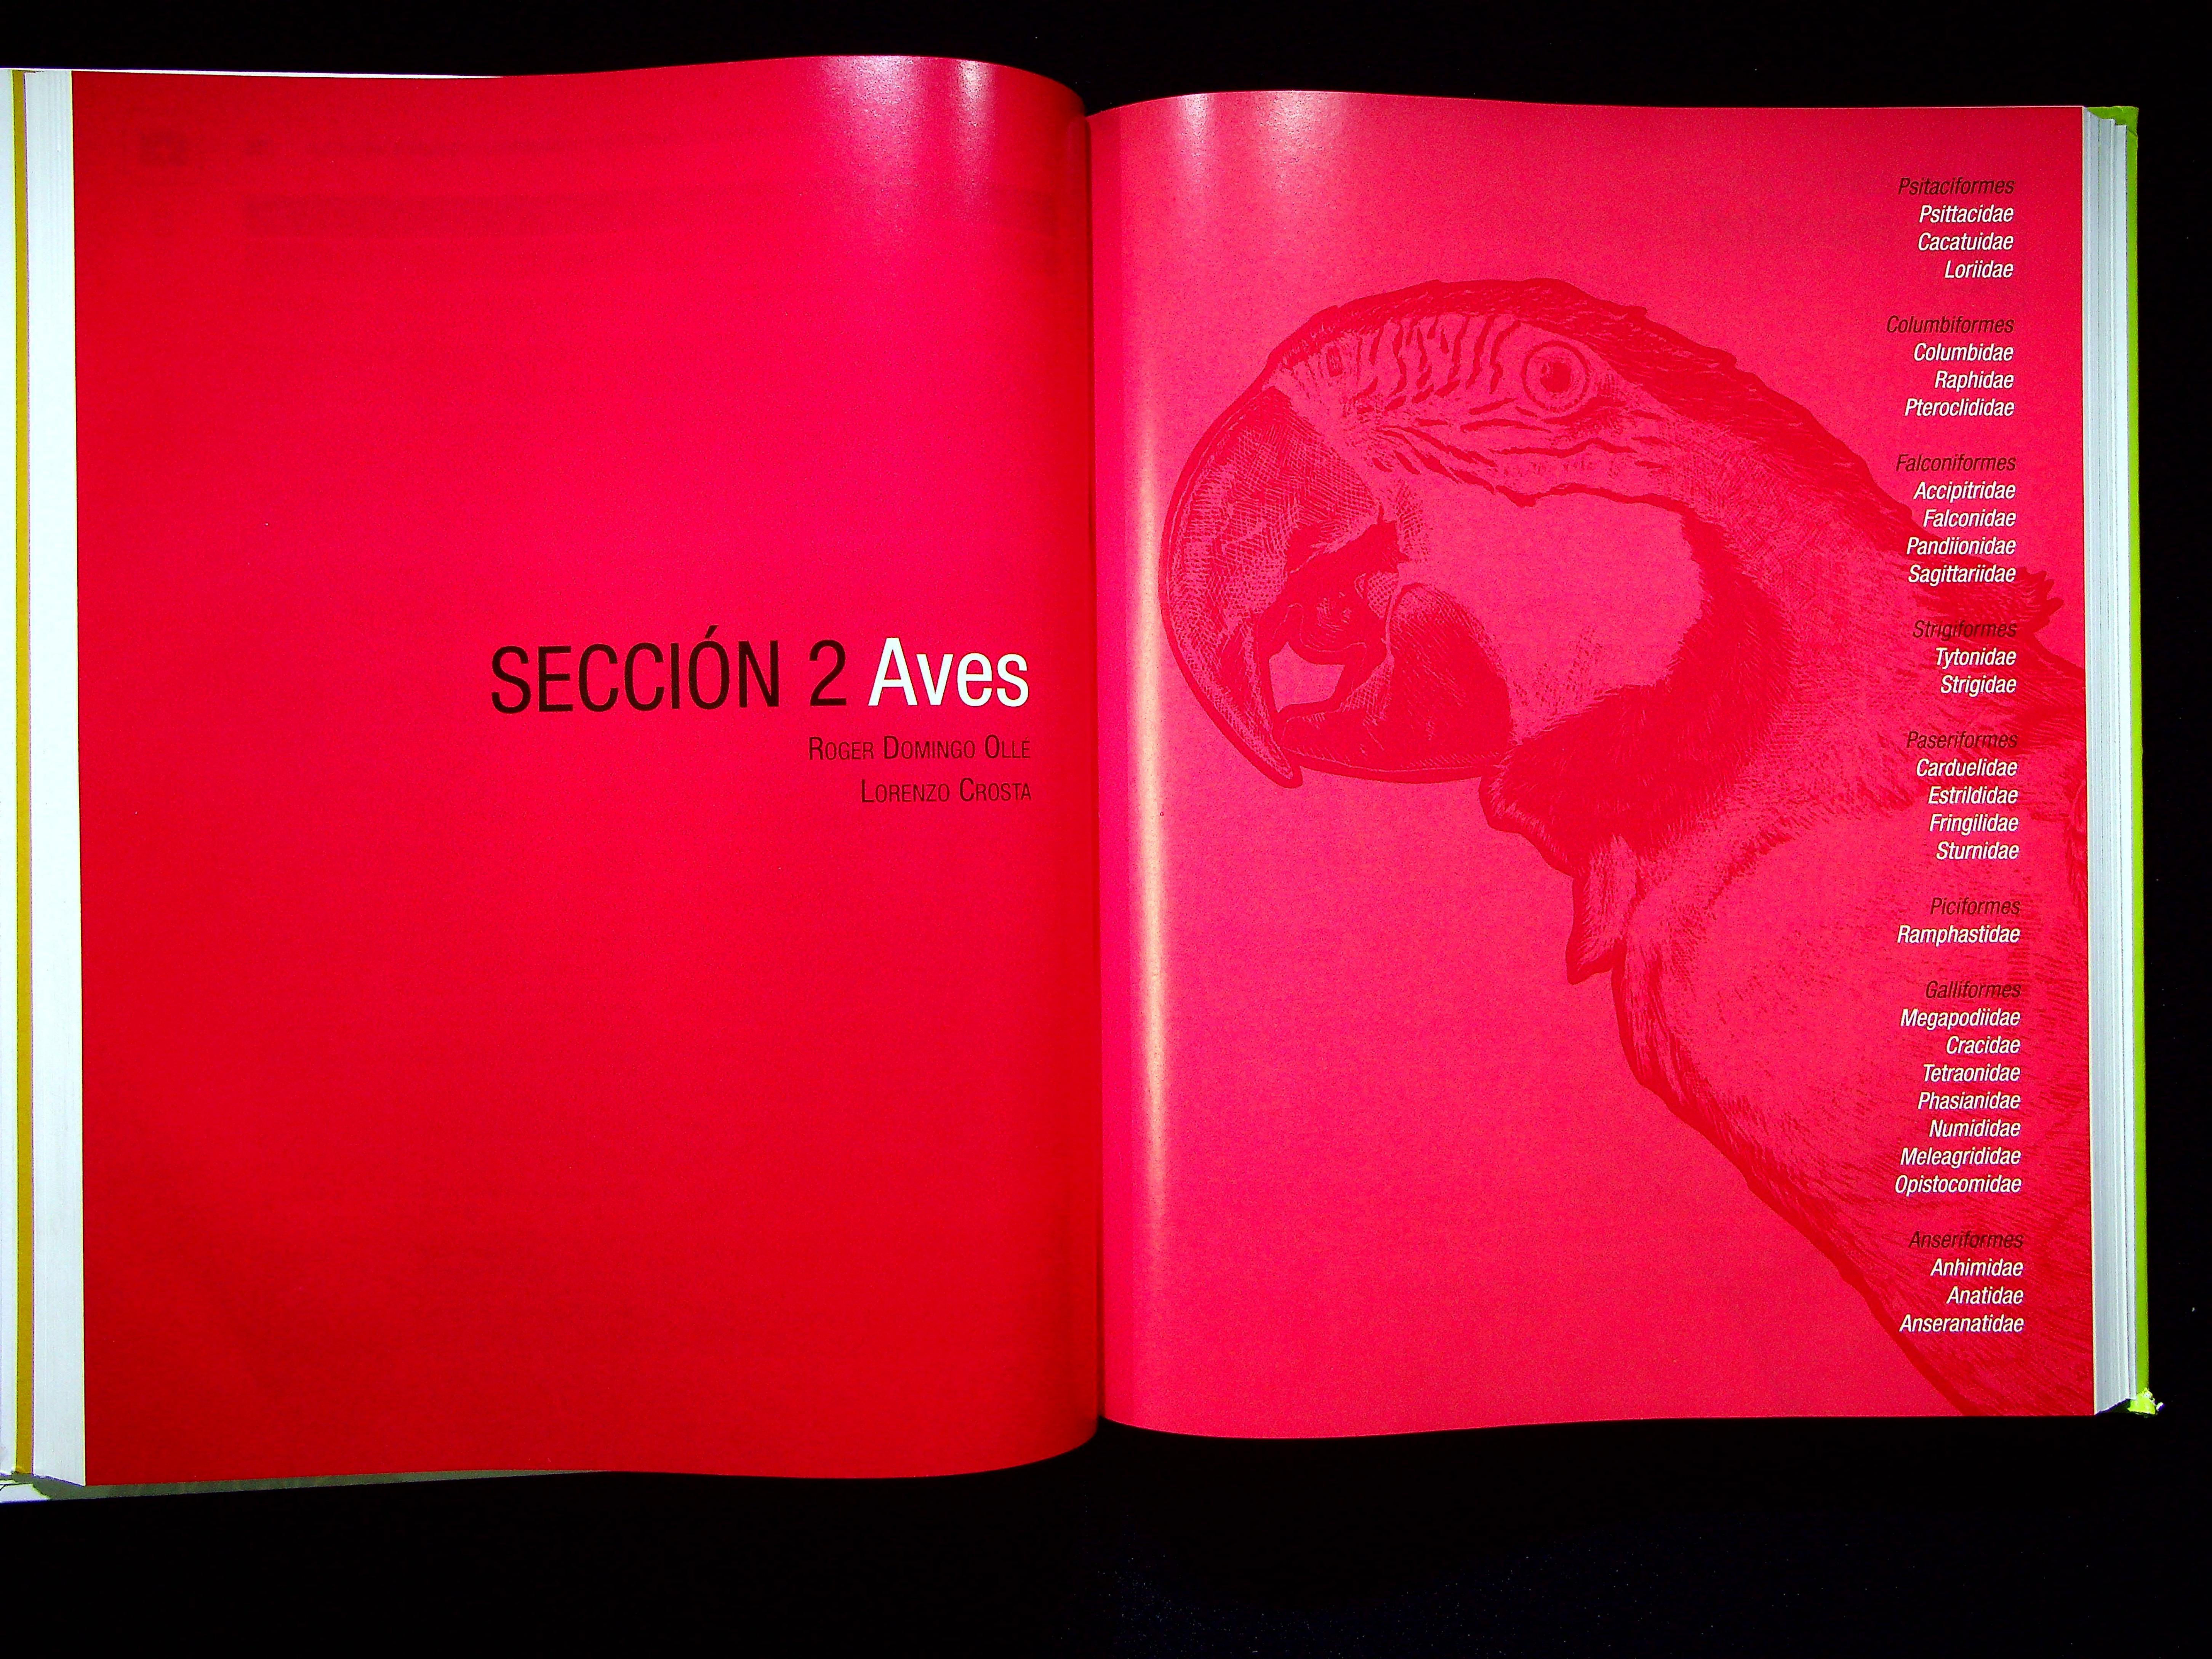 SECCIÓN 2 Aves
ROGER DOMINGO OLLE
LORENZO CROSTA
Psitaciformes
Psittacidae
Cacatuidae
Loriidae
Columbiformes
Columbidae
Raphidae
Pteroclididae
Falconiformes
Accipitridae
Falconidae
Pandiionidae
Sagittariidae
Strigiformes
Tytonidae
Strigidae
Paseriformes
Carduelidae
Estrildidae
Fringilidae
Sturnidae
Piciformes
Ramphastidae
Galliformes
Megapodiidae
Cracidae
Tetraonidae
Phasianidae
Numididae
Meleagrididae
Opistocomidae
Anseriformes
Anhimidae
Anatidae
Anseranatidae